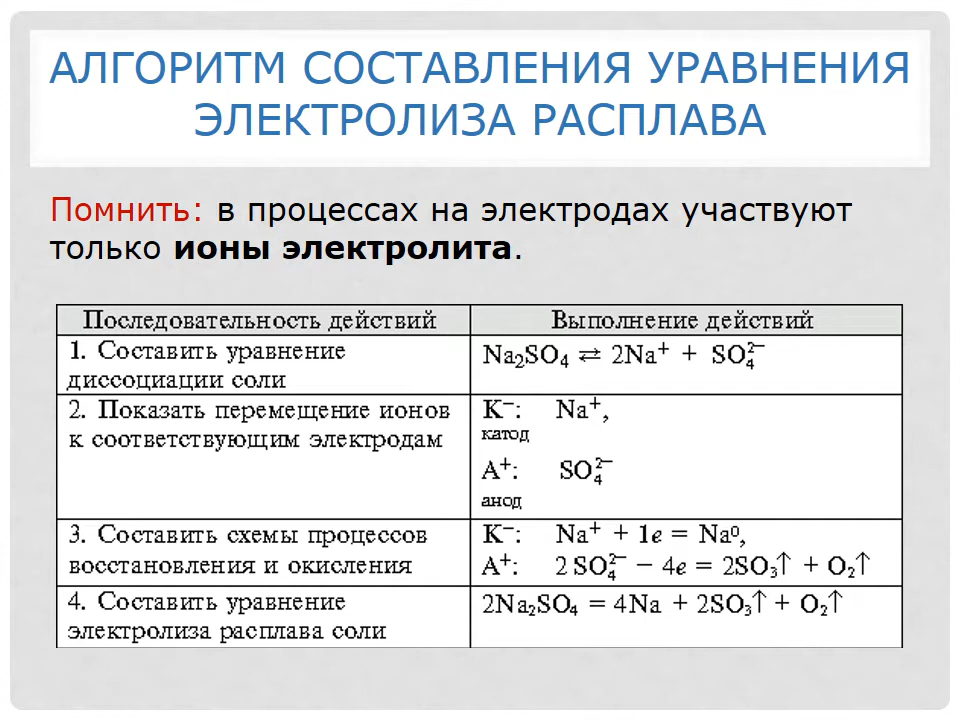 АЛГОРИТМ СОСТАВЛЕНИЯ УРАВНЕНИЯ
ЭЛЕКТРОЛИЗА РАСПЛАВА
Помнить: в процессах на электродах участвуют
только ионы электролита.
Последовательность действий
Выполнение действий
1. Составить уравнение
диссоциации соли
Na₂SO₄ ⇄ 2Na⁺ + SO₄²⁻
2. Показать перемещение ионов
к соответствующим электродам
K⁻: Na⁺,
катод
A⁺: SO₄²⁻
анод
3. Составить схемы процессов
восстановления и окисления
K⁻: Na⁺ + 1e = Na⁰,
A⁺: 2SO₄²⁻ − 4e = 2SO₃↑ + O₂↑
4. Составить уравнение
электролиза расплава соли
2Na₂SO₄ = 4Na + 2SO₃↑ + O₂↑